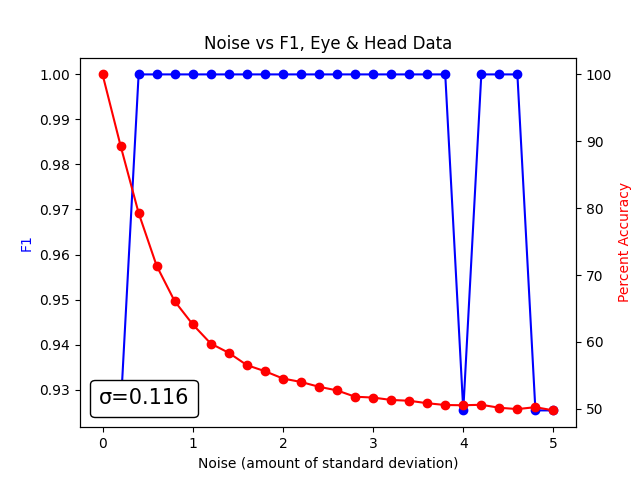 Noise vs F1, Eye & Head Data
1.00
0.99
0.98
0.97
0.96
0.95
0.94
0.93
F1
100
90
80
70
60
50
Percent Accuracy
σ=0.116
0 1 2 3 4 5
Noise (amount of standard deviation)